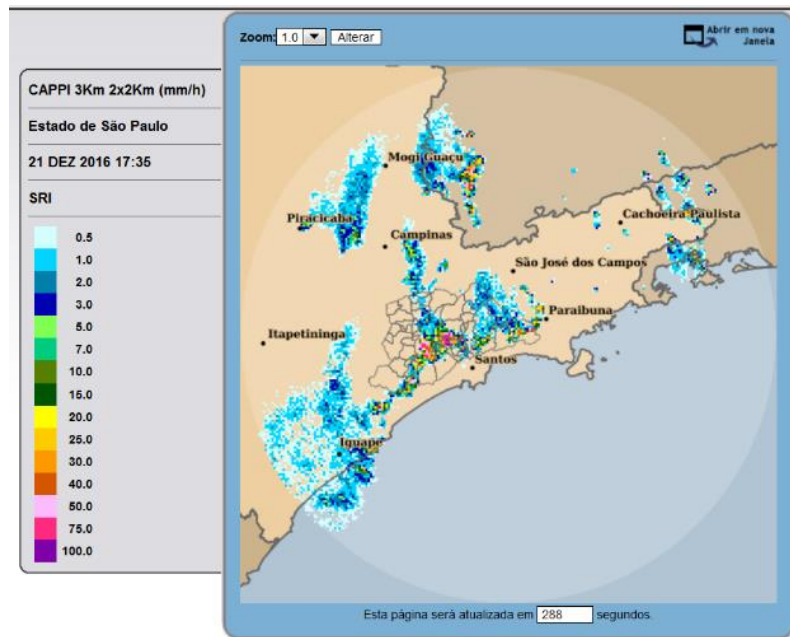 Zoom: 1.0 Alterar
Abrir em nova
Janela
CAPPI 3Km 2x2Km (mm/h)
Estado de São Paulo
21 DEZ 2016 17:35
SRI
0.5
1.0
2.0
3.0
5.0
7.0
10.0
15.0
20.0
25.0
30.0
40.0
50.0
75.0
100.0
Mogi Guaçu
Piracicaba
Cachoeira Paulista
Campinas
São José dos Campos
Paraibuna
Itapetininga
Santos
Iguape
Esta página será atualizada em 288 segundos.